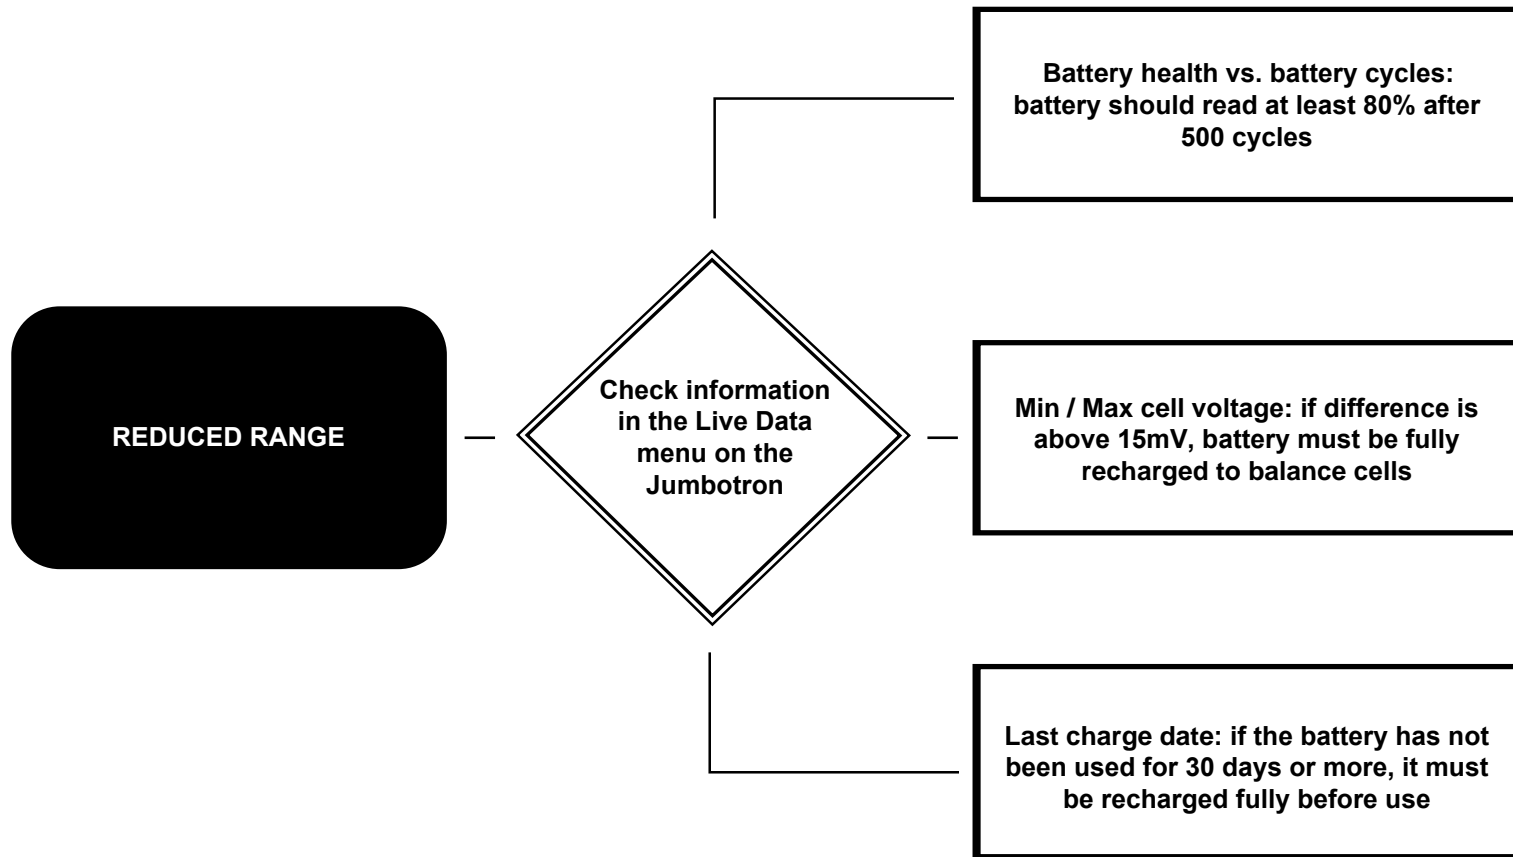 Battery health vs. battery cycles:
battery should read at least 80% after
500 cycles
REDUCED RANGE
Check information
in the Live Data
menu on the
Jumbotron
Min / Max cell voltage: if difference is
above 15mV, battery must be fully
recharged to balance cells
Last charge date: if the battery has not
been used for 30 days or more, it must
be recharged fully before use